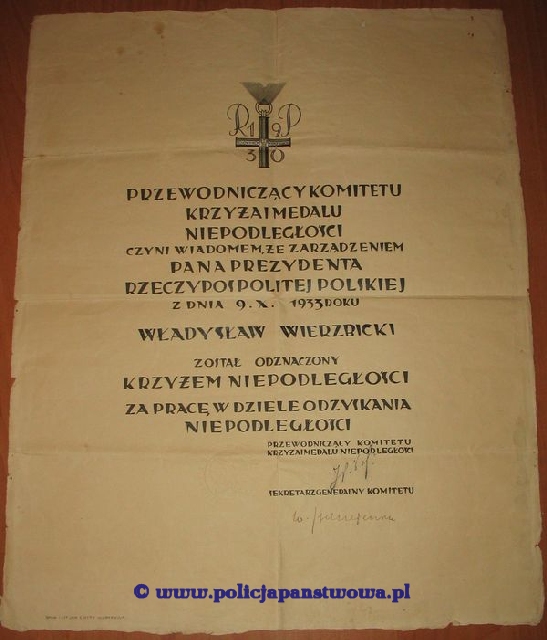 R P
19
30
PRZEWODNICZĄCY KOMITETU
KRZYŻA I MEDALU
NIEPODLEGŁOŚCI
CZYNI WIADOMEM, ŻE ZARZĄDZENIEM
PANA PREZYDENTA
RZECZYPOSPOLITEJ POLSKIEJ
Z DNIA 9. X. 1933 ROKU
WŁADYSŁAW WIERZBICKI
ZOSTAŁ ODZNACZONY
KRZYŻEM NIEPODLEGŁOŚCI
ZA PRACĘ W DZIELE ODZYSKANIA
NIEPODLEGŁOŚCI
PRZEWODNICZĄCY KOMITETU
KRZYŻA I MEDALU NIEPODLEGŁOŚCI
SEKRETARZ GENERALNY KOMITETU
© www.policjapanstwowa.pl